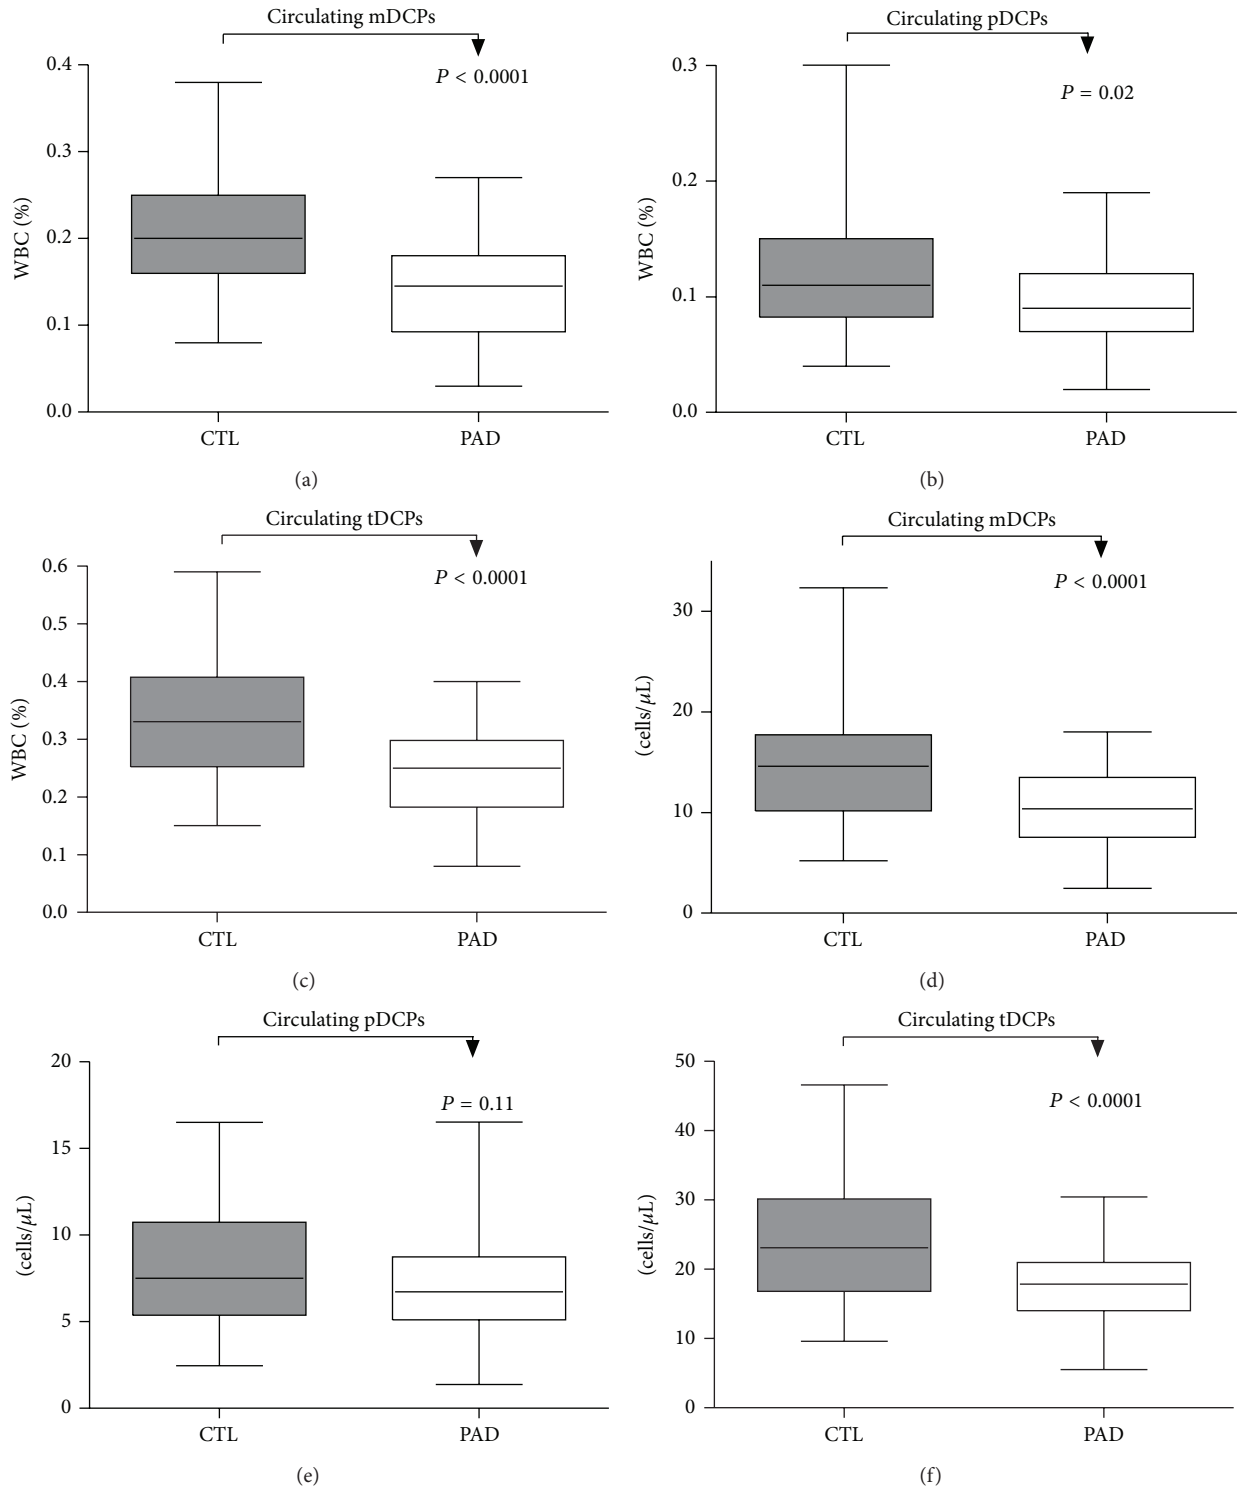 Circulating mDCPs
P < 0.0001
0.4
0.3
0.2
0.1
0.0
WBC (%)
CTL
PAD
(a)
Circulating pDCPs
P = 0.02
0.3
0.2
0.1
0.0
WBC (%)
CTL
PAD
(b)
Circulating tDCPs
P < 0.0001
0.6
0.5
0.4
0.3
0.2
0.1
0.0
WBC (%)
CTL
PAD
(c)
Circulating mDCPs
P < 0.0001
30
20
10
0
(cells/μL)
CTL
PAD
(d)
Circulating pDCPs
P = 0.11
20
15
10
5
0
(cells/μL)
CTL
PAD
(e)
Circulating tDCPs
P < 0.0001
50
40
30
20
10
0
(cells/μL)
CTL
PAD
(f)